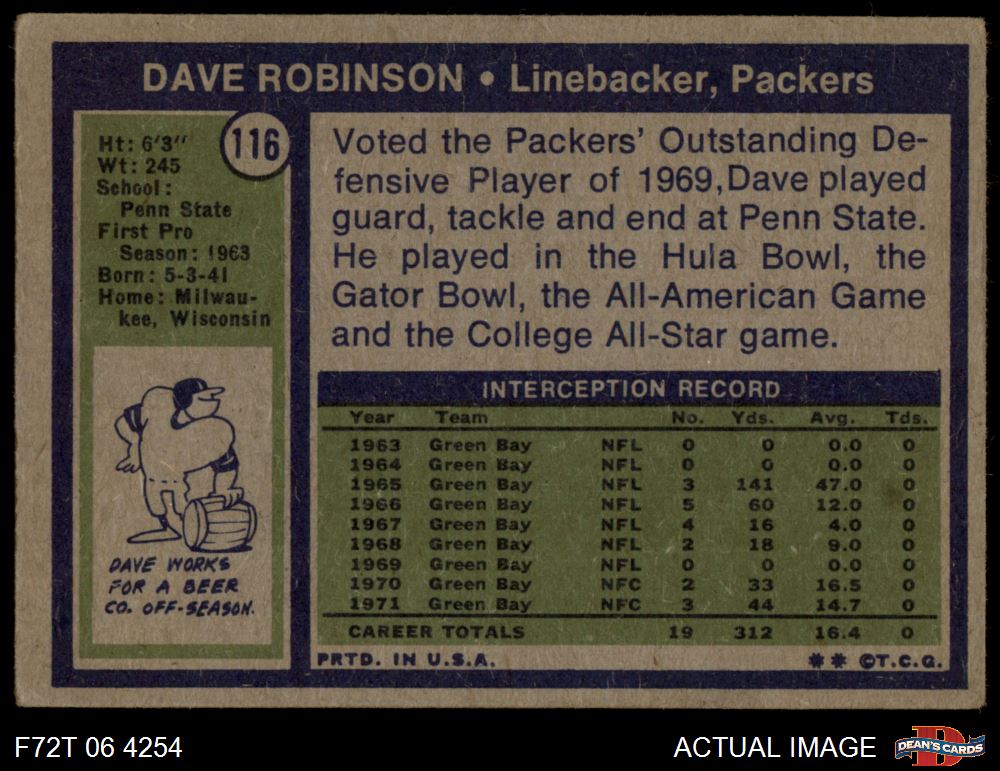 DAVE ROBINSON • Linebacker, Packers
116
Ht: 6'3"
Wt: 245
School:
Penn State
First Pro
Season: 1963
Born: 5-3-41
Home: Milwau-
kee, Wisconsin
DAVE WORKS
FOR A BEER
CO. OFF-SEASON.
Voted the Packers' Outstanding De-
fensive Player of 1969, Dave played
guard, tackle and end at Penn State.
He played in the Hula Bowl, the
Gator Bowl, the All-American Game
and the College All-Star game.
INTERCEPTION RECORD
Year Team No. Yds. Avg. Tds.
1963 Green Bay NFL 0 0 0.0 0
1964 Green Bay NFL 0 0 0.0 0
1965 Green Bay NFL 3 141 47.0 0
1966 Green Bay NFL 5 60 12.0 0
1967 Green Bay NFL 4 16 4.0 0
1968 Green Bay NFL 2 18 9.0 0
1969 Green Bay NFL 0 0 0.0 0
1970 Green Bay NFC 2 33 16.5 0
1971 Green Bay NFC 3 44 14.7 0
CAREER TOTALS 19 312 16.4 0
PRTD. IN U.S.A. ** ©T.C.G.
F72T 06 4254 ACTUAL IMAGE DEAN'S CARDS